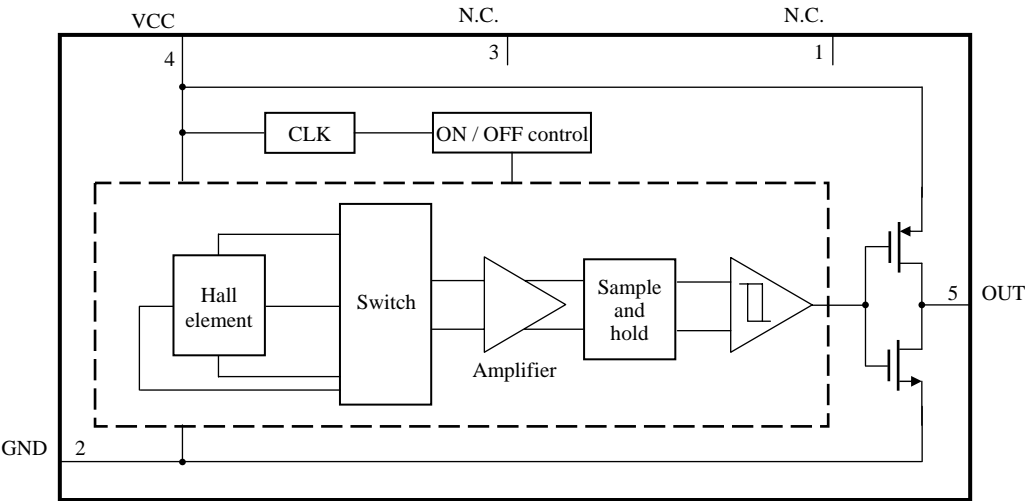 VCC
N.C.
N.C.
4
3
1
CLK
ON / OFF control
Hall
element
Switch
Amplifier
Sample
and
hold
5
OUT
GND
2